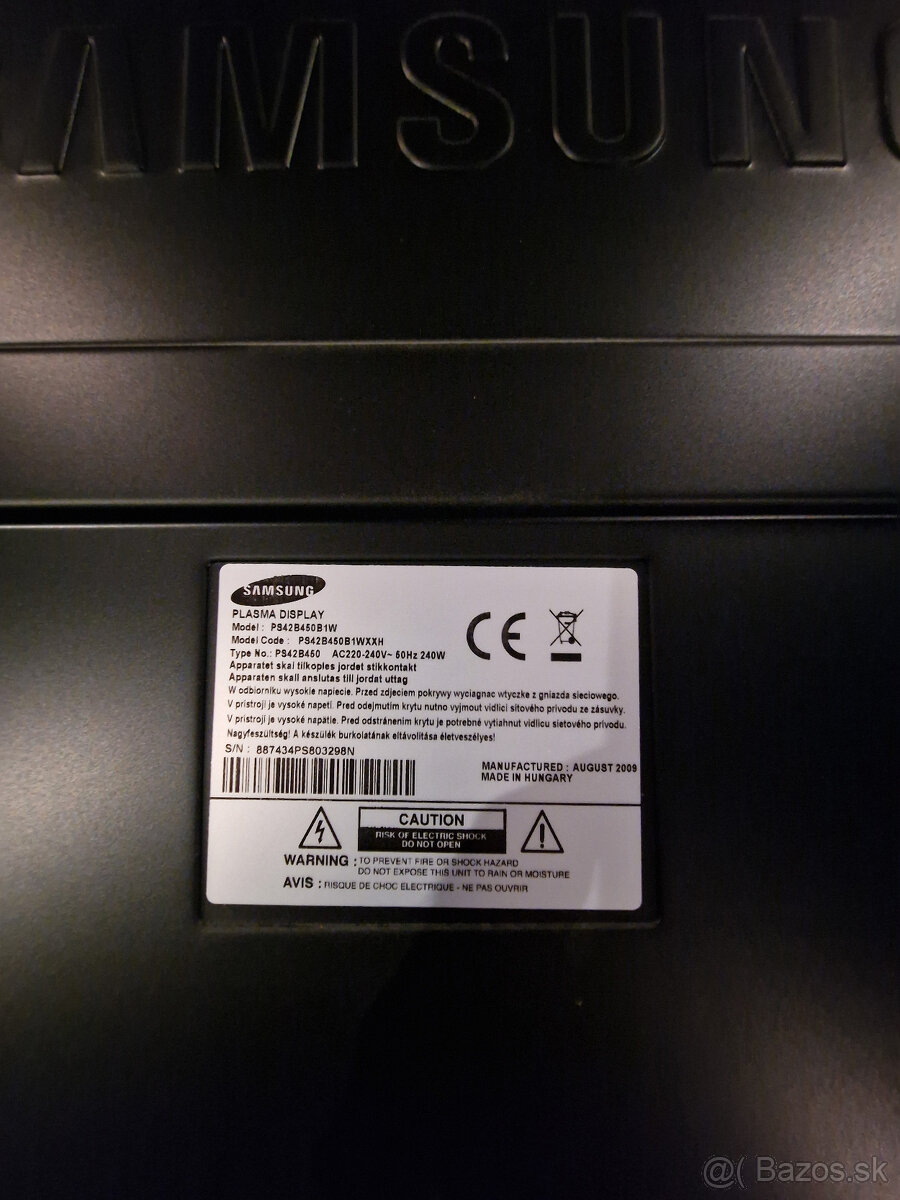 SAMSUNG
SAMSUNG
PLASMA DISPLAY
Model : PS42B450B1W
Model Code : PS42B450B1WXXH
Type No.: PS42B450 AC220-240V~ 50Hz 240W
Apparatet skal tilkoples jordet stikkontakt
Apparaten skall anslutas till jordat uttag
W odbiorniku wysokie napiecie. Przed zdjeciem pokrywy wyciagnac wtyczke z gniazda sieciowego.
V prístroji je vysoké napetí. Pred odejmutím krytu nutno vyjmout vidlici sítového prívodu ze zásuvky.
V prístroji je vysoké napätie. Pred odstránením krytu je potrebné vytiahnut vidlicu sietového prívodu.
Nagyfeszültség! A készülék burkolatának eltávolítása életveszélyes!
S/N : 887434PS803298N
MANUFACTURED : AUGUST 2009
MADE IN HUNGARY
CAUTION
RISK OF ELECTRIC SHOCK
DO NOT OPEN
WARNING : TO PREVENT FIRE OR SHOCK HAZARD
DO NOT EXPOSE THIS UNIT TO RAIN OR MOISTURE
AVIS : RISQUE DE CHOC ELECTRIQUE - NE PAS OUVRIR
@( Bazos.sk